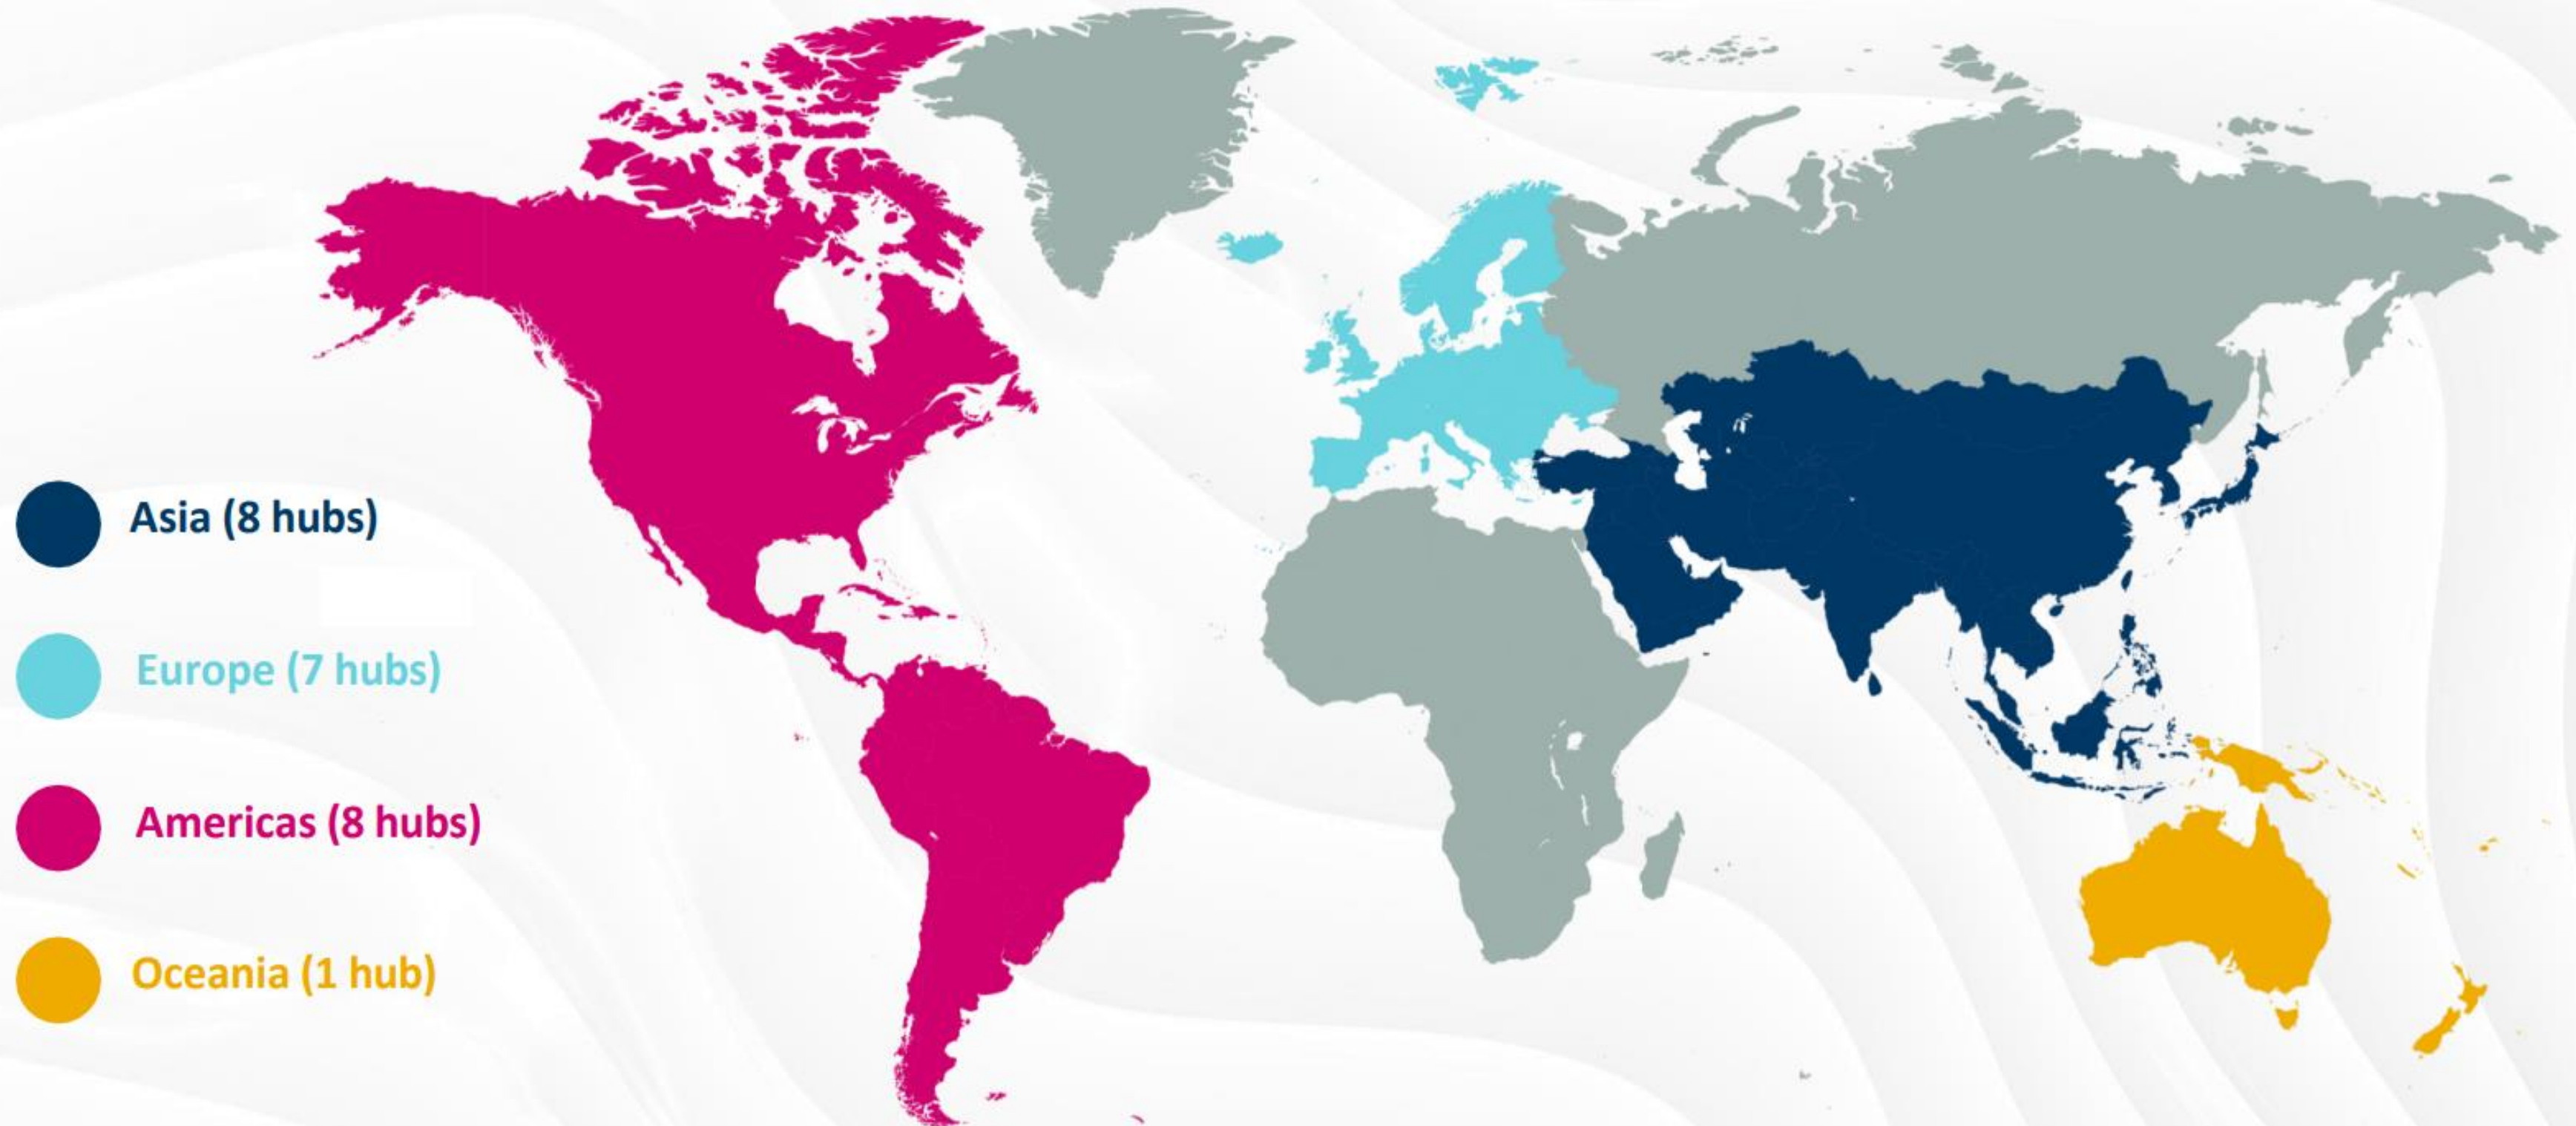 Asia (8 hubs)
Europe (7 hubs)
Americas (8 hubs)
Oceania (1 hub)